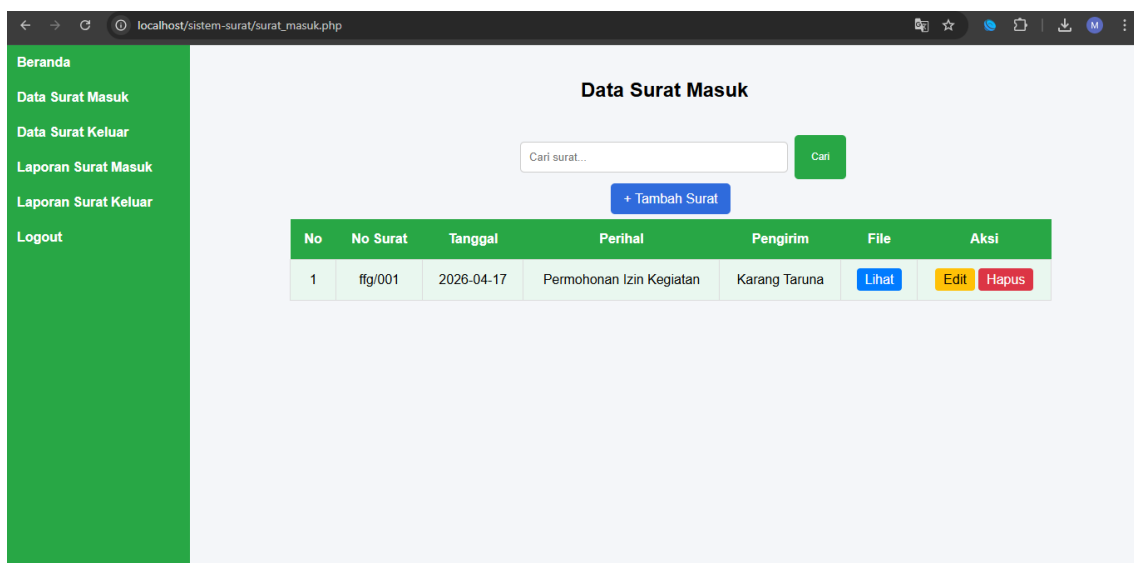 localhost/sistem-surat/surat_masuk.php
M
Beranda
Data Surat Masuk
Data Surat Keluar
Laporan Surat Masuk
Laporan Surat Keluar
Logout
Data Surat Masuk
Cari surat... Cari
+ Tambah Surat
No No Surat Tanggal Perihal Pengirim File Aksi
1 ffg/001 2026-04-17 Permohonan Izin Kegiatan Karang Taruna Lihat Edit Hapus